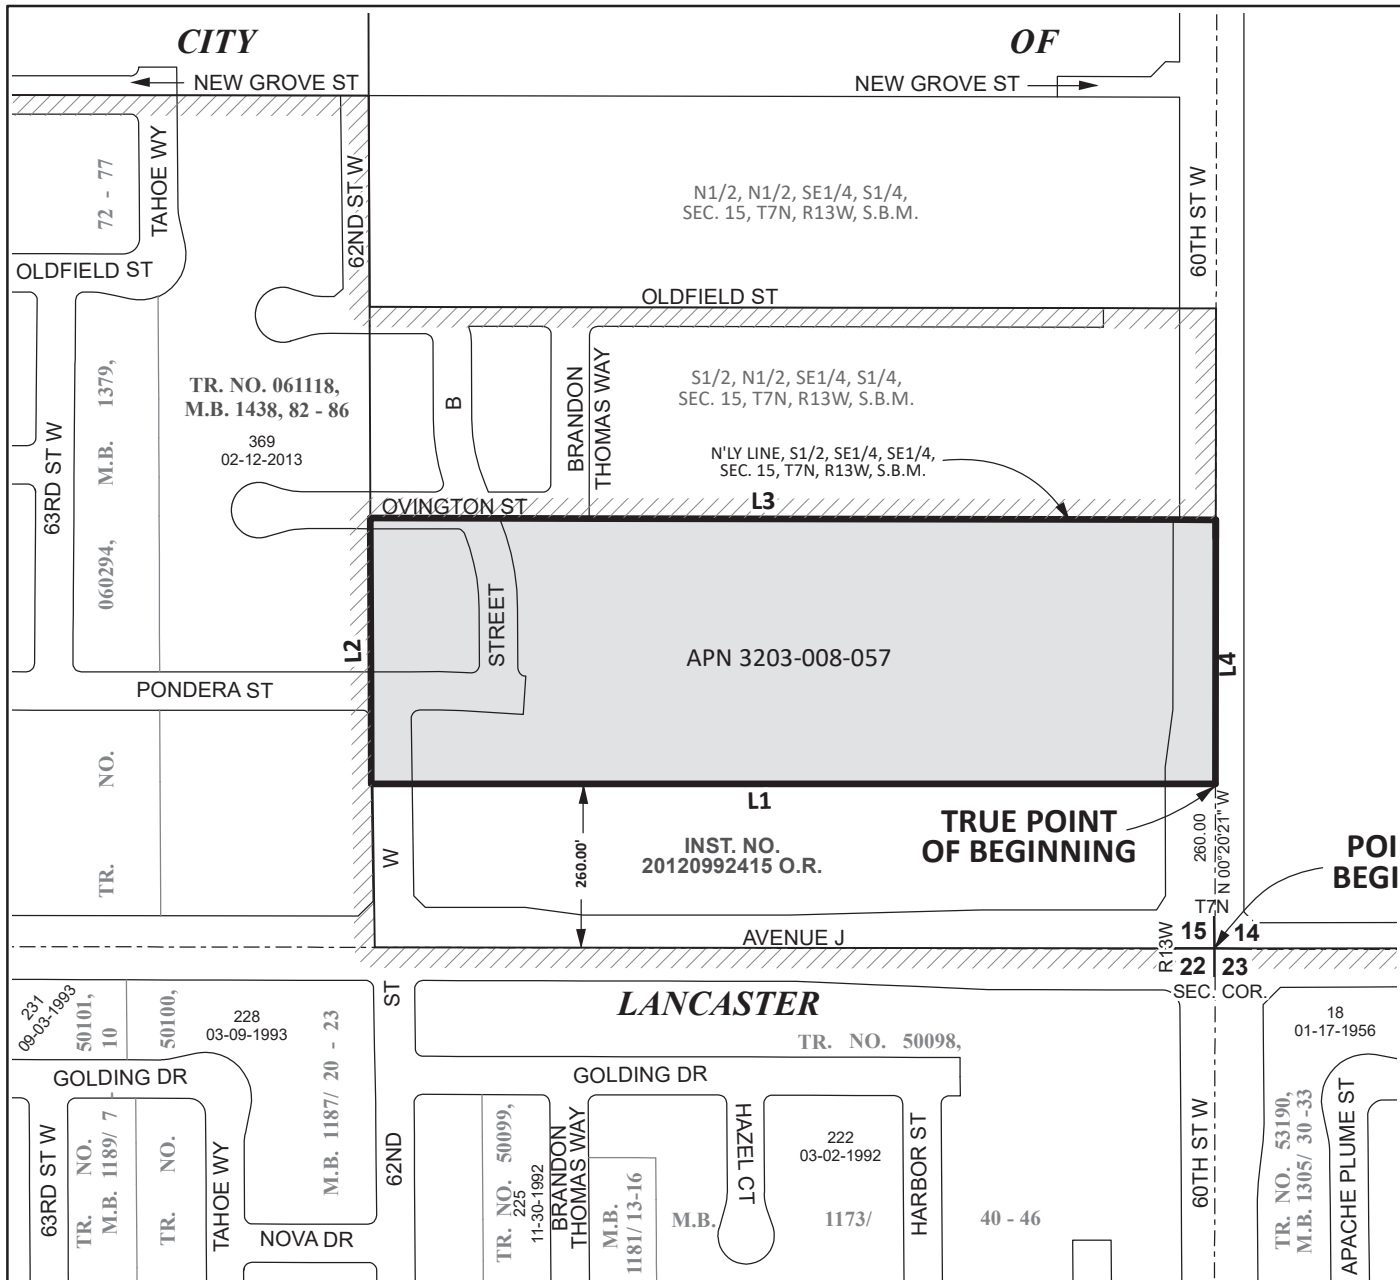 CITY OF
NEW GROVE ST
NEW GROVE ST
72 - 77
TAHOE WY
62ND ST W
N1/2, N1/2, SE1/4, S1/4,
SEC. 15, T7N, R13W, S.B.M.
60TH ST W
OLDFIELD ST
OLDFIELD ST
TR. NO. 061118,
M.B. 1438, 82 - 86
369
02-12-2013
B
BRANDON
THOMAS WAY
S1/2, N1/2, SE1/4, S1/4,
SEC. 15, T7N, R13W, S.B.M.
N'LY LINE, S1/2, SE1/4, SE1/4,
SEC. 15, T7N, R13W, S.B.M.
63RD ST W
TR. NO. 060294, M.B. 1379,
OVINGTON ST
L3
STREET
L2
APN 3203-008-057
L4
PONDERA ST
L1
TRUE POINT
OF BEGINNING
260.00
N 00°20'21" W
POI
BEGI
W
260.00'
INST. NO.
20120992415 O.R.
T7N
R13W
15 14
AVENUE J
22 23
SEC. COR.
LANCASTER
231
09-03-1993
50101,
10
50100,
228
03-09-1993
M.B. 1187/ 20 - 23
ST
TR. NO. 50098,
18
01-17-1956
GOLDING DR
GOLDING DR
63RD ST W
TR. NO.
M.B. 1189/ 7 -
TR. NO.
TAHOE WY
62ND
TR. NO. 50099,
225
11-30-1992
BRANDON
THOMAS WAY
M.B.
1181/ 13-16
HAZEL CT
222
03-02-1992
HARBOR ST
M.B. 1173/ 40 - 46
60TH ST W
TR. NO. 53190,
M.B. 1305/ 30 -33
APACHE PLUME ST
NOVA DR